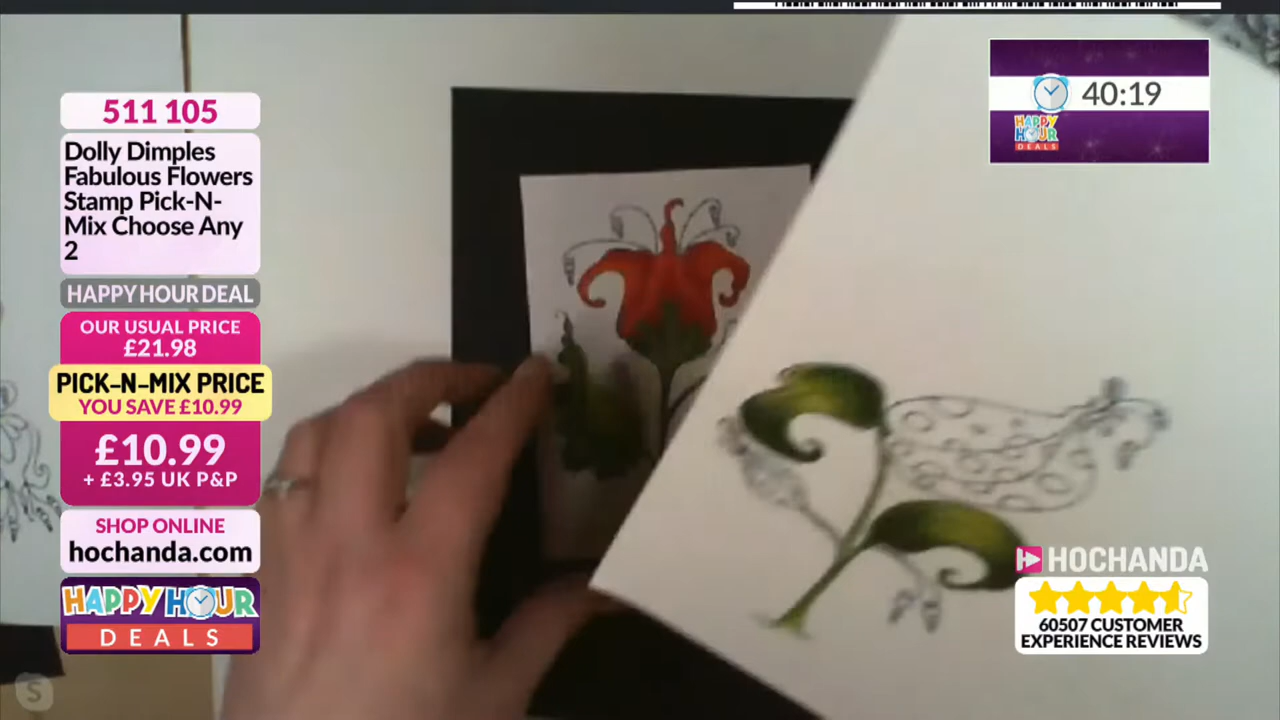 511 105
Dolly Dimples
Fabulous Flowers
Stamp Pick-N-
Mix Choose Any
2
HAPPY HOUR DEAL
OUR USUAL PRICE
£21.98
PICK-N-MIX PRICE
YOU SAVE £10.99
£10.99
+ £3.95 UK P&P
SHOP ONLINE
hochanda.com
HAPPY HOUR
DEALS
S
40:19
HAPPY
HOUR
DEALS
HOCHANDA
60507 CUSTOMER
EXPERIENCE REVIEWS